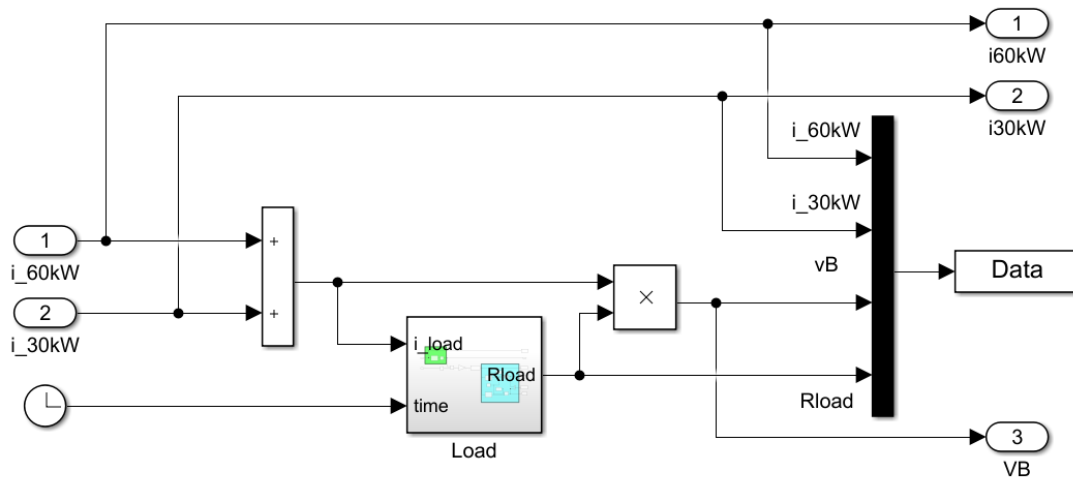 1
i60kW
2
i30kW
i_60kW
i_30kW
1
i_60kW
2
i_30kW
+
+
vB
×
Data
i_load
Rload
time
Load
Rload
3
VB